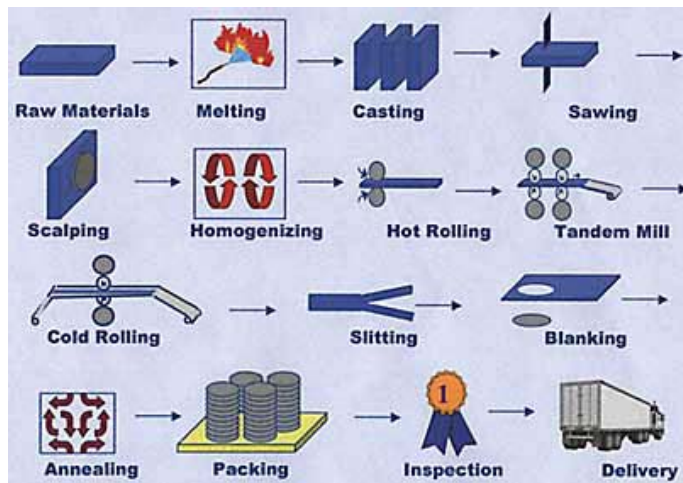 Raw Materials
Melting
Casting
Sawing
Scalping
Homogenizing
Hot Rolling
Tandem Mill
Cold Rolling
Slitting
Blanking
Annealing
Packing
1
Inspection
Delivery